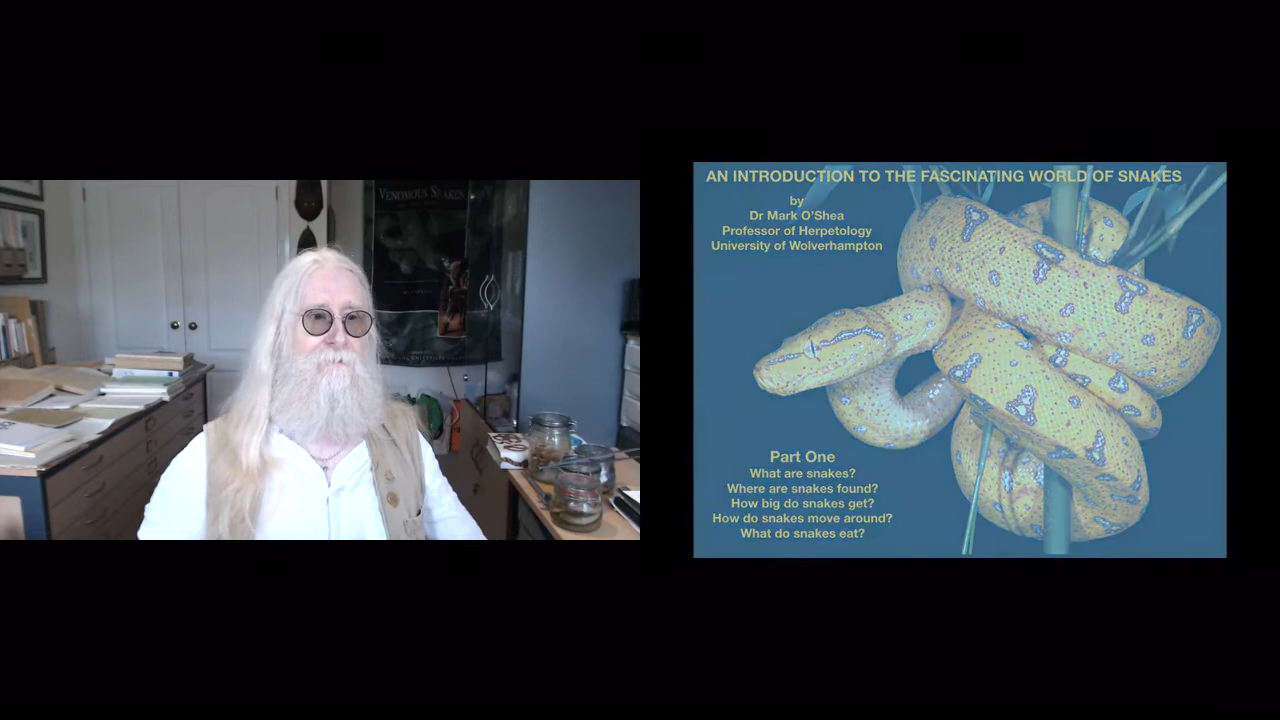 VENOMOUS SNAKES
AN INTRODUCTION TO THE FASCINATING WORLD OF SNAKES
by
Dr Mark O'Shea
Professor of Herpetology
University of Wolverhampton
Part One
What are snakes?
Where are snakes found?
How big do snakes get?
How do snakes move around?
What do snakes eat?